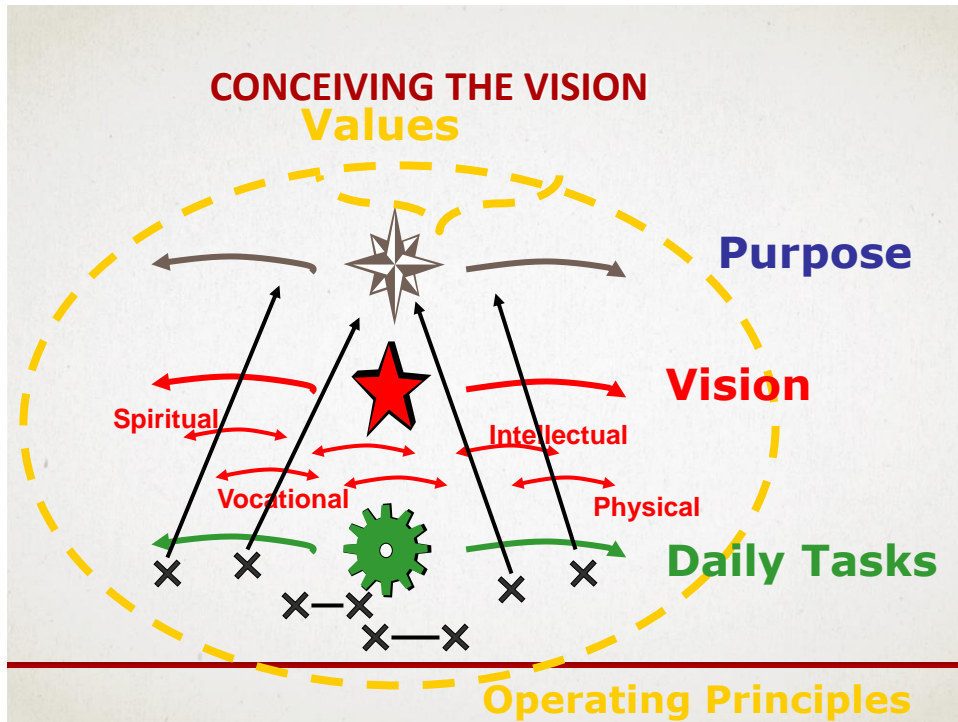 CONCEIVING THE VISION
Values
Purpose
Vision
Spiritual
Intellectual
Vocational
Physical
Daily Tasks
Operating Principles